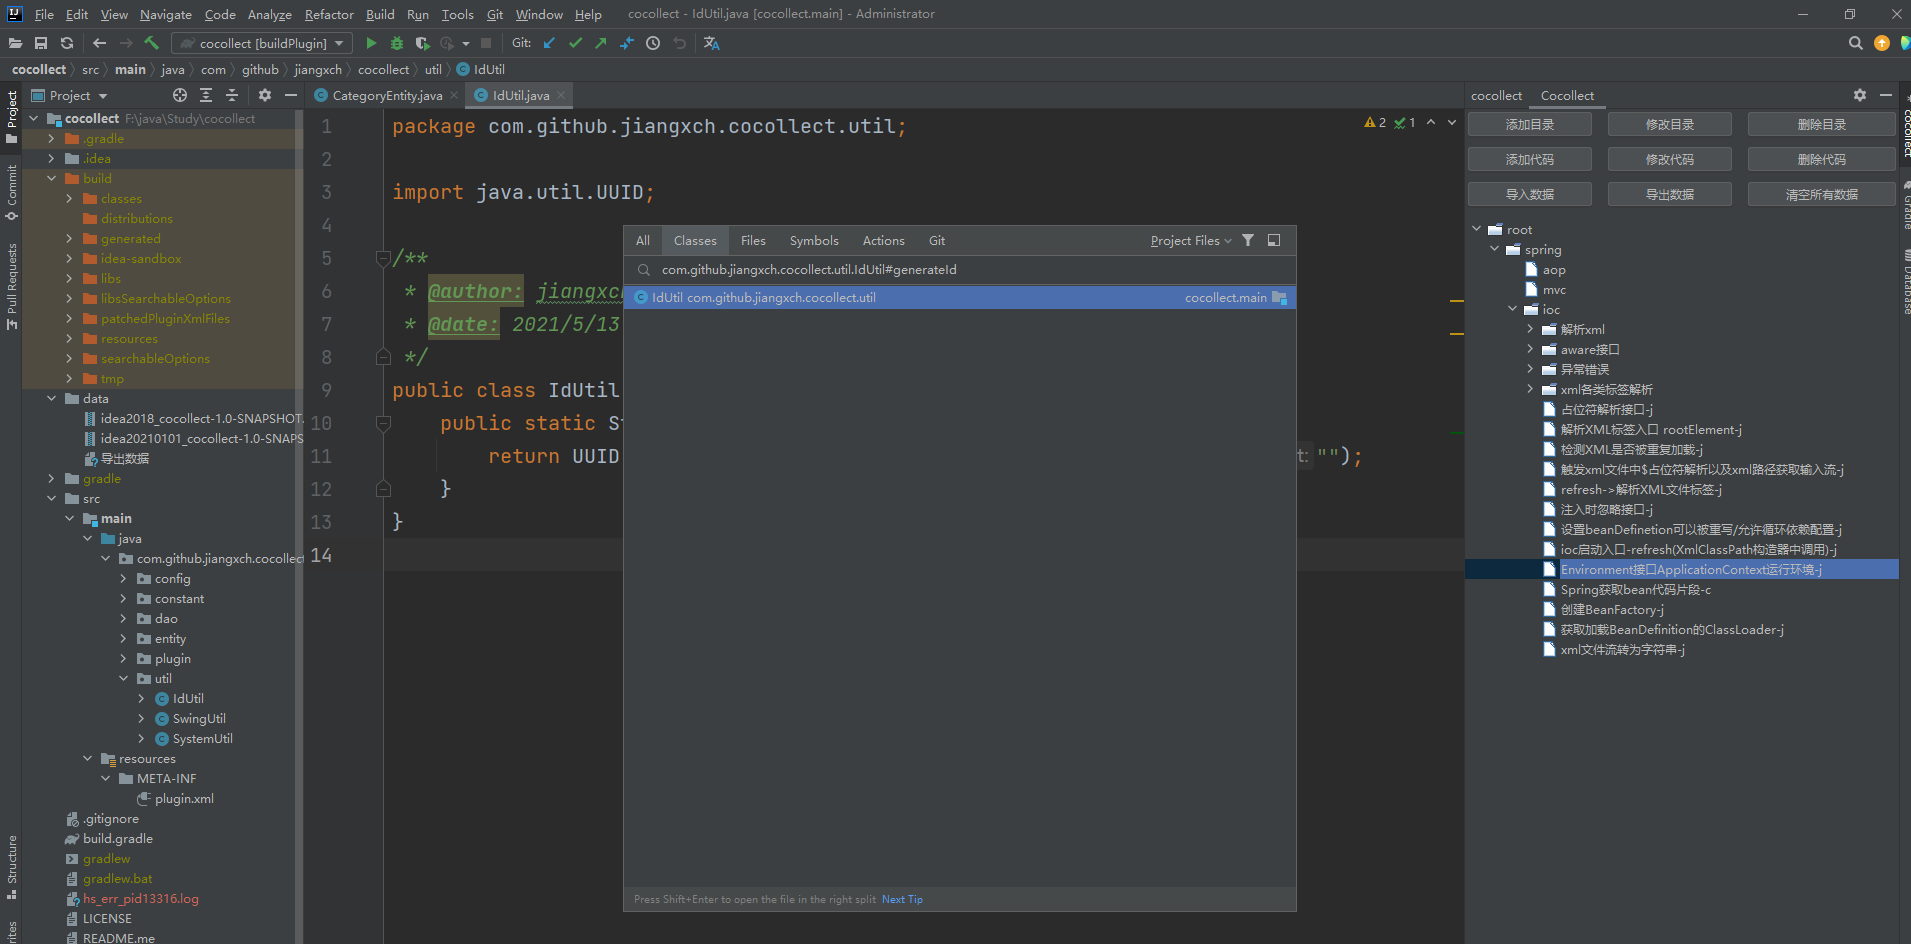 File Edit View Navigate Code Analyze Refactor Build Run Tools Git Window Help cocollect - IdUtil.java [cocollect.main] - Administrator
cocollect [buildPlugin] Git:
cocollect src main java com github jiangxch cocollect util IdUtil
Project
Commit
Pull Requests
Structure
Project
cocollect F:\java\Study\cocollect
.gradle
.idea
build
classes
distributions
generated
idea-sandbox
libs
libsSearchableOptions
patchedPluginXmlFiles
resources
searchableOptions
tmp
data
idea2018_cocollect-1.0-SNAPSHOT.
idea20210101_cocollect-1.0-SNAPS
导出数据
gradle
src
main
java
com.github.jiangxch.cocollect
config
constant
dao
entity
plugin
util
IdUtil
SwingUtil
SystemUtil
resources
META-INF
plugin.xml
.gitignore
build.gradle
gradlew
gradlew.bat
hs_err_pid13316.log
LICENSE
README.me
CategoryEntity.java IdUtil.java
2 1
1 package com.github.jiangxch.cocollect.util;
2
3 import java.util.UUID;
4
5 /**
6 * @author: jiangxch
7 * @date: 2021/5/13
8 */
9 public class IdUtil
10 public static St
11 return UUID t: "");
12 }
13 }
14
All Classes Files Symbols Actions Git Project Files
com.github.jiangxch.cocollect.util.IdUtil#generateId
IdUtil com.github.jiangxch.cocollect.util cocollect.main
Press Shift+Enter to open the file in the right split Next Tip
cocollect Cocollect
添加目录 修改目录 删除目录
添加代码 修改代码 删除代码
导入数据 导出数据 清空所有数据
root
spring
aop
mvc
ioc
解析xml
aware接口
异常错误
xml各类标签解析
占位符解析接口-j
解析XML标签入口 rootElement-j
检测XML是否被重复加载-j
触发xml文件中$占位符解析以及xml路径获取输入流-j
refresh->解析XML文件标签-j
注入时忽略接口-j
设置beanDefinetion可以被重写/允许循环依赖配置-j
ioc启动入口-refresh(XmlClassPath构造器中调用)-j
Environment接口ApplicationContext运行环境-j
Spring获取bean代码片段-c
创建BeanFactory-j
获取加载BeanDefinition的ClassLoader-j
xml文件流转为字符串-j
cocollect
Gradle
Database